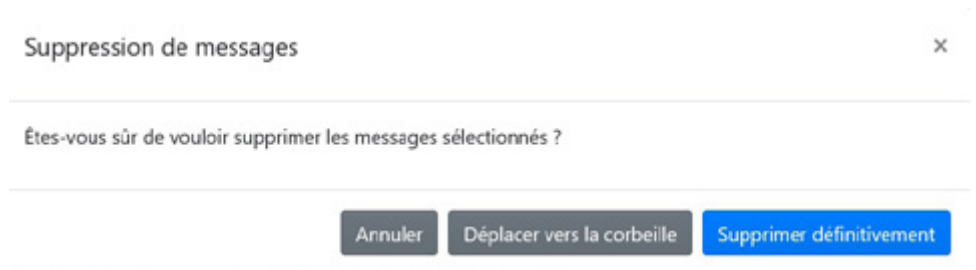 Suppression de messages
×
Êtes-vous sûr de vouloir supprimer les messages sélectionnés ?
Annuler
Déplacer vers la corbeille
Supprimer définitivement